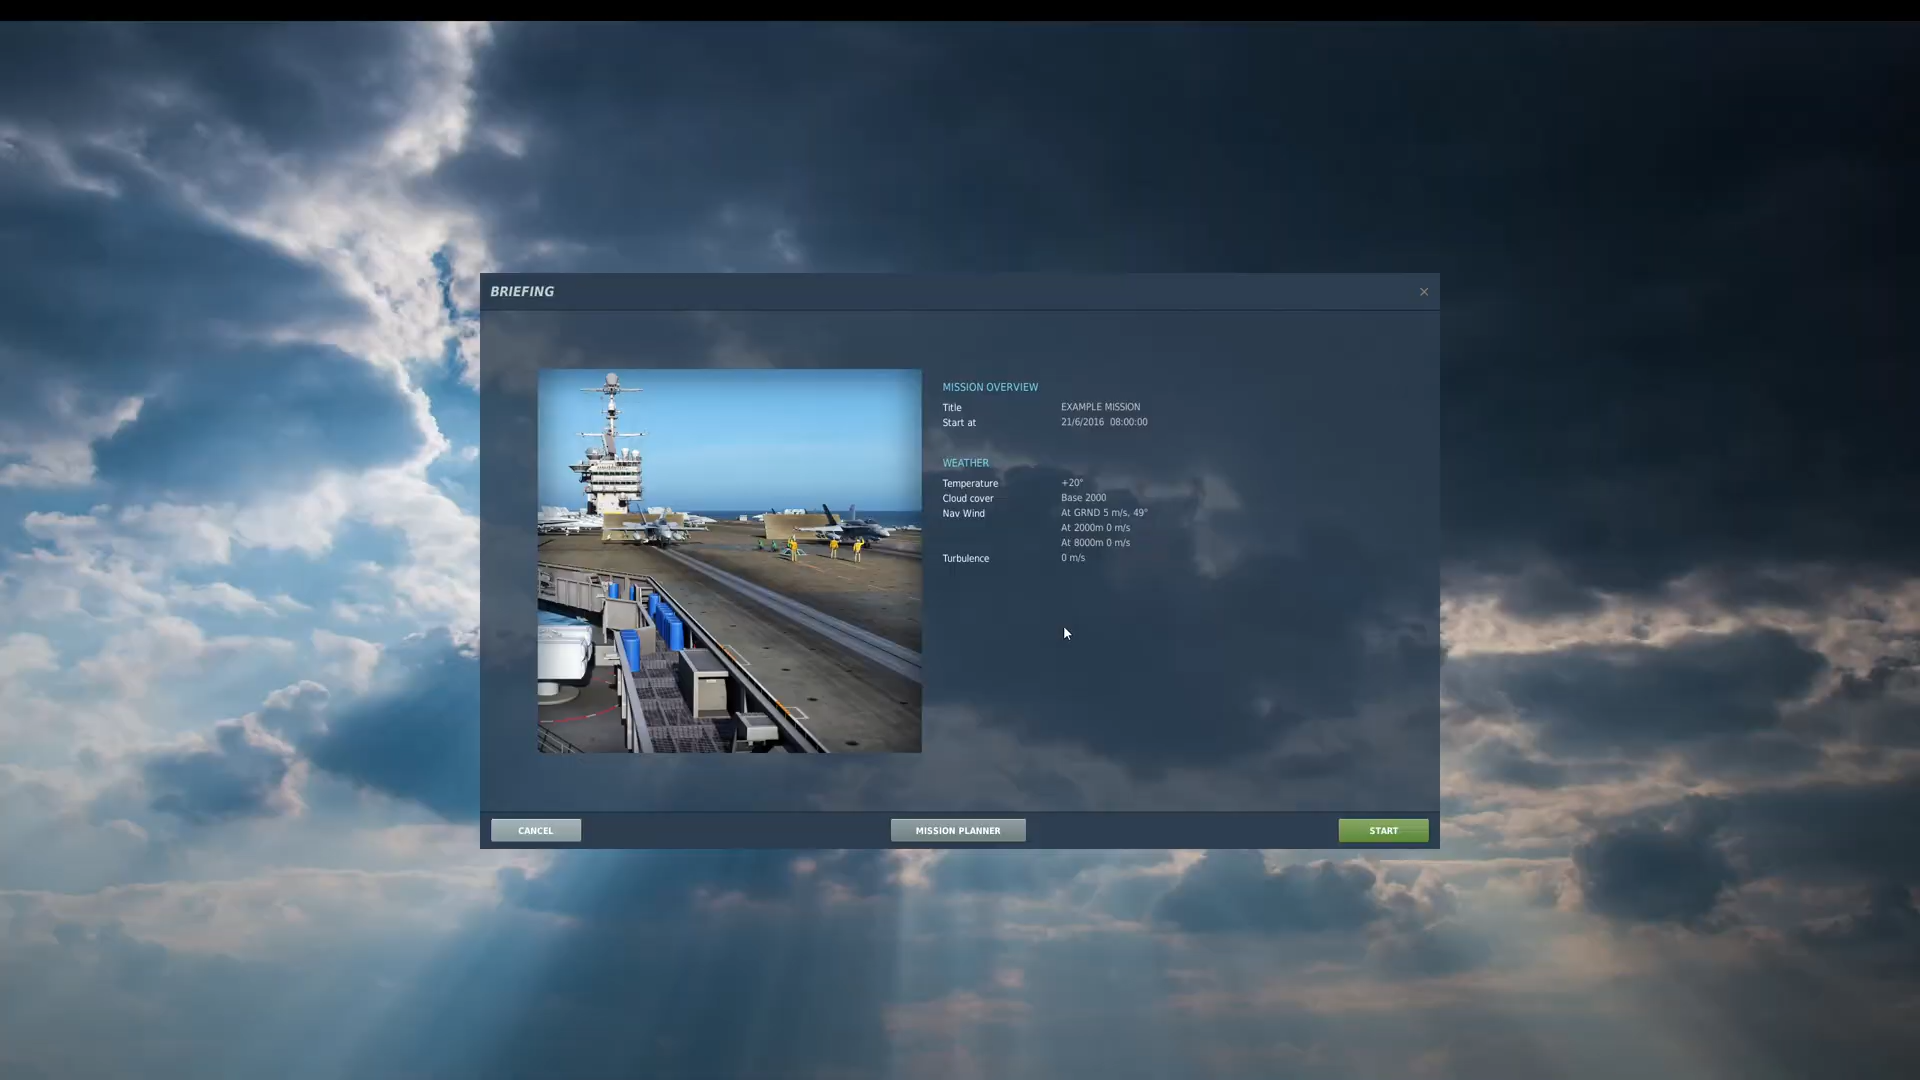 BRIEFING
MISSION OVERVIEW
Title EXAMPLE MISSION
Start at 21/6/2016 08:00:00
WEATHER
Temperature +20°
Cloud cover Base 2000
Nav Wind At GRND 5 m/s, 49°
At 2000m 0 m/s
At 8000m 0 m/s
Turbulence 0 m/s
CANCEL MISSION PLANNER START